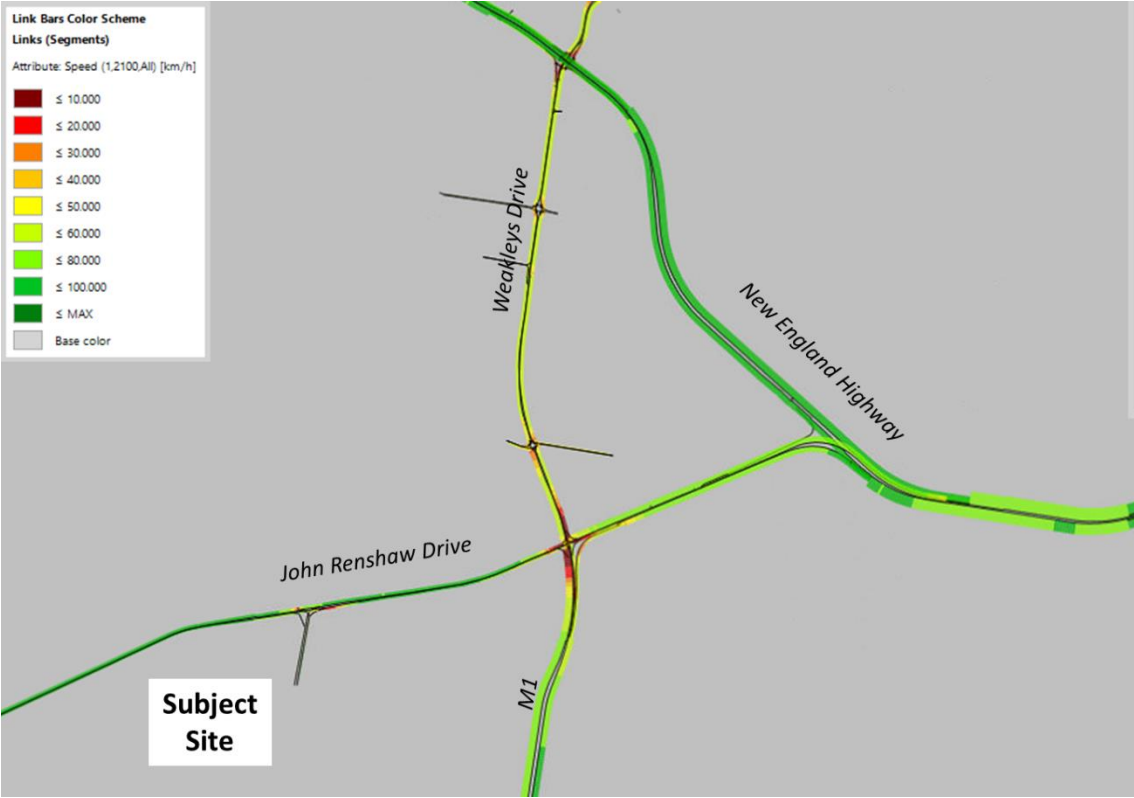 Link Bars Color Scheme
Links (Segments)
Attribute: Speed (1,2100,All) [km/h]
≤ 10.000
≤ 20.000
≤ 30.000
≤ 40.000
≤ 50.000
≤ 60.000
≤ 80.000
≤ 100.000
≤ MAX
Base color
Weakleys Drive
New England Highway
John Renshaw Drive
M1
Subject
Site